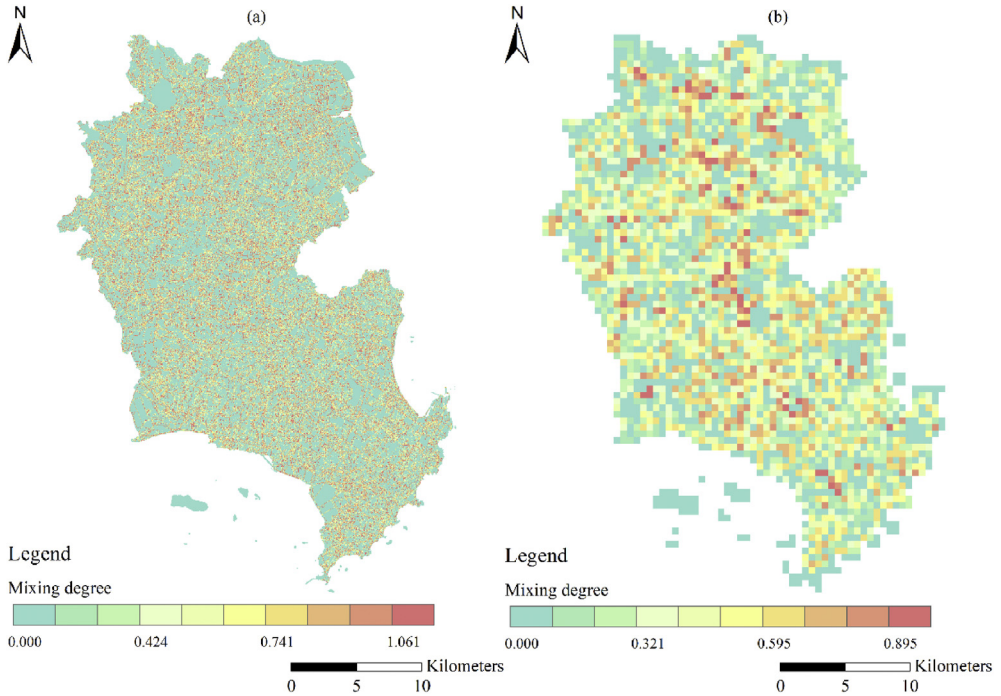 (a)
N
Legend
Mixing degree
0.000 0.424 0.741 1.061
Kilometers
0 5 10
(b)
N
Legend
Mixing degree
0.000 0.321 0.595 0.895
Kilometers
0 5 10